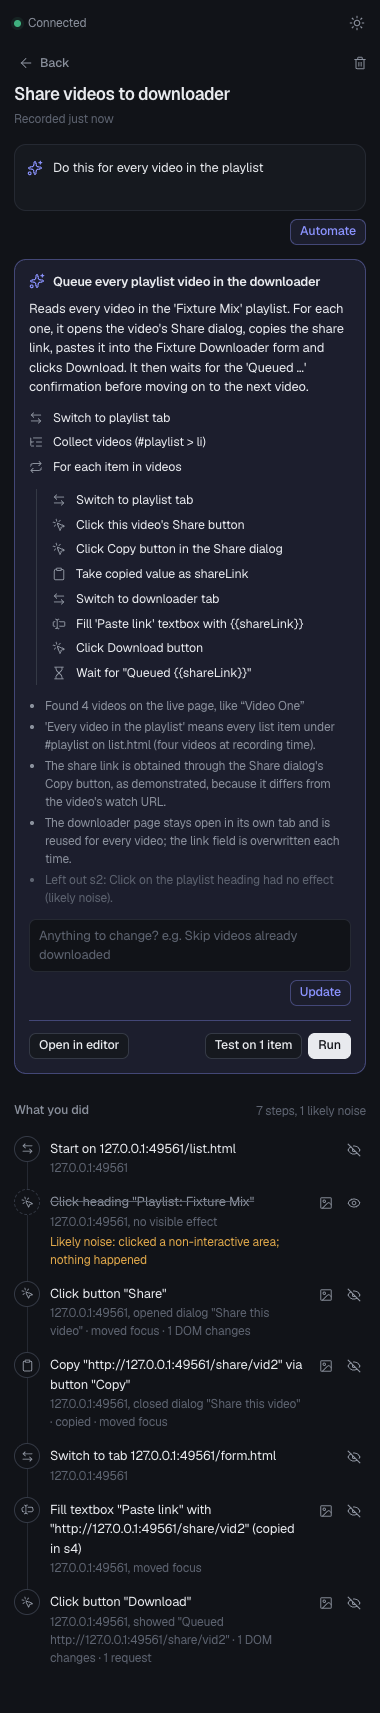 Connected
Back
Share videos to downloader
Recorded just now
Do this for every video in the playlist
Automate
Queue every playlist video in the downloader
Reads every video in the 'Fixture Mix' playlist. For each
one, it opens the video's Share dialog, copies the share
link, pastes it into the Fixture Downloader form and
clicks Download. It then waits for the 'Queued ...'
confirmation before moving on to the next video.
Switch to playlist tab
Collect videos (#playlist > li)
For each item in videos
Switch to playlist tab
Click this video's Share button
Click Copy button in the Share dialog
Take copied value as shareLink
Switch to downloader tab
Fill 'Paste link' textbox with {{shareLink}}
Click Download button
Wait for "Queued {{shareLink}}"
• Found 4 videos on the live page, like “Video One”
• 'Every video in the playlist' means every list item under
#playlist on list.html (four videos at recording time).
• The share link is obtained through the Share dialog's
Copy button, as demonstrated, because it differs from
the video's watch URL.
• The downloader page stays open in its own tab and is
reused for every video; the link field is overwritten each
time.
• Left out s2: Click on the playlist heading had no effect
(likely noise).
Anything to change? e.g. Skip videos already
downloaded
Update
Open in editor
Test on 1 item
Run
What you did
7 steps, 1 likely noise
Start on 127.0.0.1:49561/list.html
127.0.0.1:49561
Click heading "Playlist: Fixture Mix"
127.0.0.1:49561, no visible effect
Likely noise: clicked a non-interactive area;
nothing happened
Click button "Share"
127.0.0.1:49561, opened dialog "Share this
video" · moved focus · 1 DOM changes
Copy "http://127.0.0.1:49561/share/vid2" via
button "Copy"
127.0.0.1:49561, closed dialog "Share this video"
· copied · moved focus
Switch to tab 127.0.0.1:49561/form.html
127.0.0.1:49561
Fill textbox "Paste link" with
"http://127.0.0.1:49561/share/vid2" (copied
in s4)
127.0.0.1:49561, moved focus
Click button "Download"
127.0.0.1:49561, showed "Queued
http://127.0.0.1:49561/share/vid2" · 1 DOM
changes · 1 request